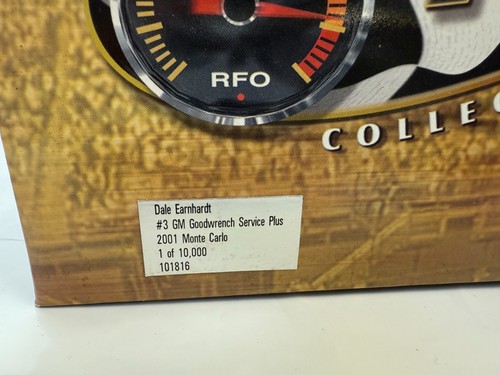 RFO
COLLEC
Dale Earnhardt
#3 GM Goodwrench Service Plus
2001 Monte Carlo
1 of 10,000
101816